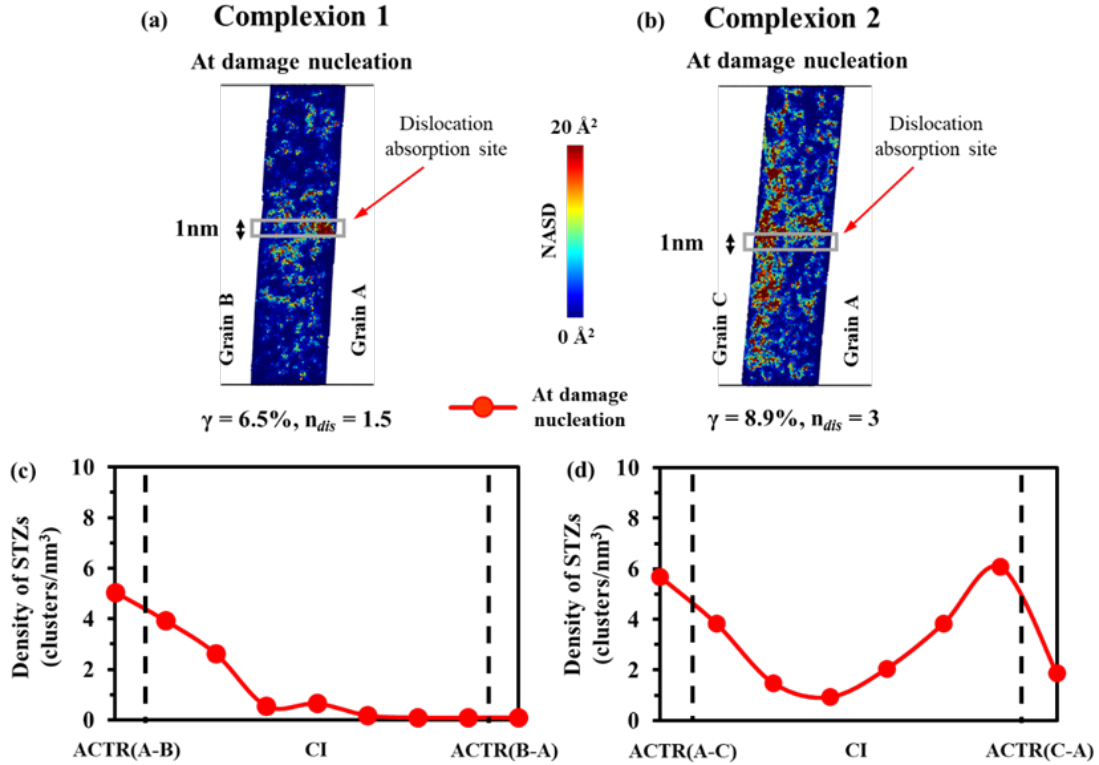 (a) Complexion 1
At damage nucleation
Dislocation
absorption site
1nm
Grain B
Grain A
γ = 6.5%, n_dis = 1.5
20 Å²
NASD
0 Å²
At damage
nucleation
(b) Complexion 2
At damage nucleation
Dislocation
absorption site
1nm
Grain C
Grain A
γ = 8.9%, n_dis = 3
(c)
Density of STZs
(clusters/nm³)
10
8
6
4
2
0
ACTR(A-B) CI ACTR(B-A)
(d)
Density of STZs
(clusters/nm³)
10
8
6
4
2
0
ACTR(A-C) CI ACTR(C-A)